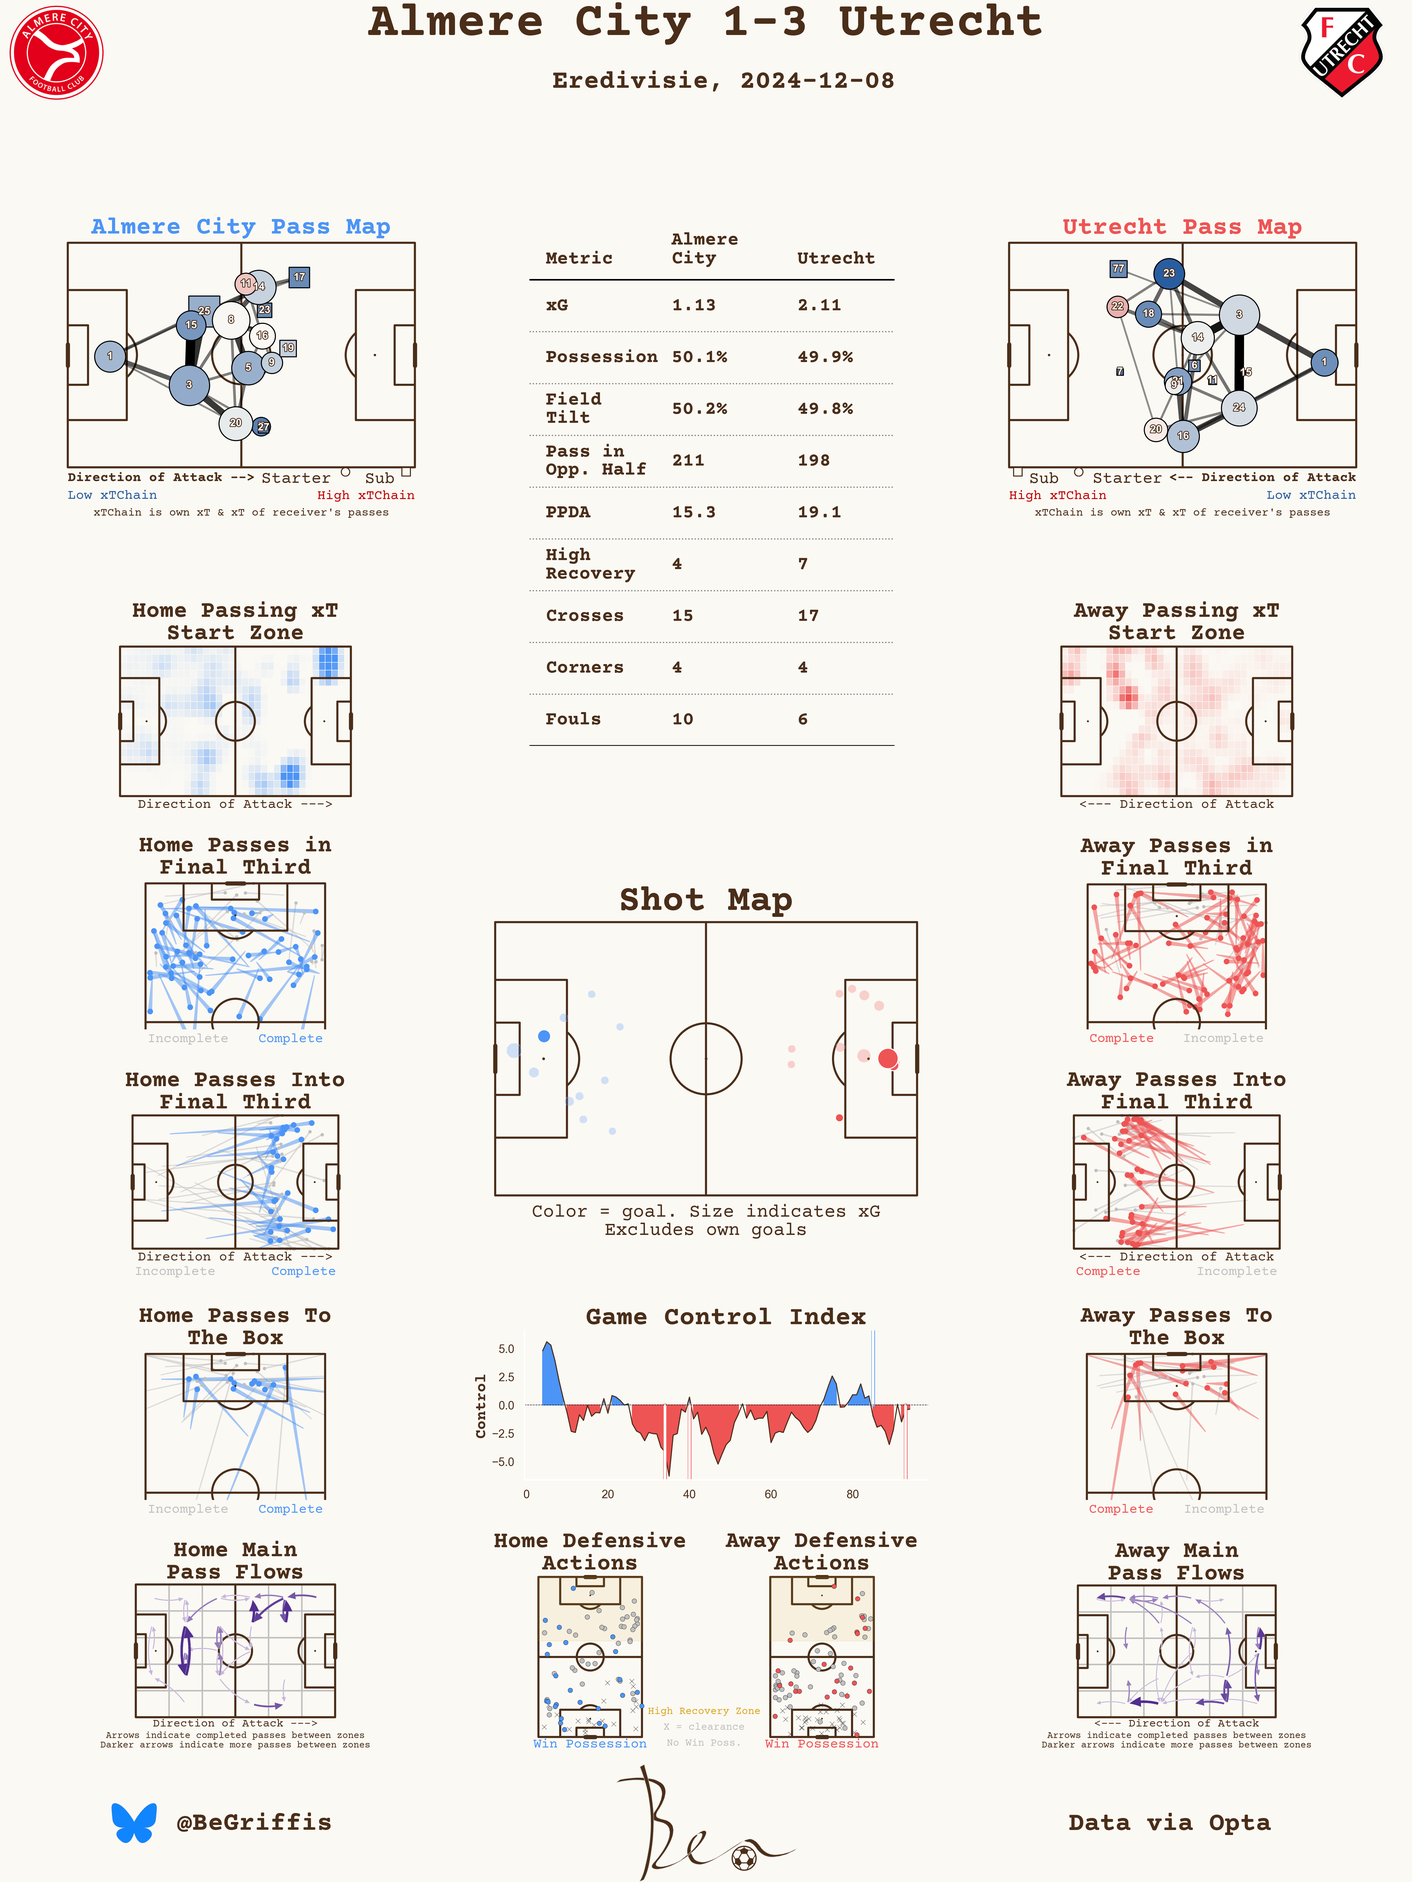 Almere City 1-3 Utrecht
Eredivisie, 2024-12-08
ALMERE CITY
FOOTBALL CLUB
F
UTRECHT
C
Almere City Pass Map
11
14
17
25
23
15
8
16
19
1
9
5
3
20
27
Direction of Attack --> Starter Sub
Low xTChain High xTChain
xTChain is own xT & xT of receiver's passes
Metric Almere City Utrecht
xG 1.13 2.11
Possession 50.1% 49.9%
Field Tilt 50.2% 49.8%
Pass in Opp. Half 211 198
PPDA 15.3 19.1
High Recovery 4 7
Crosses 15 17
Corners 4 4
Fouls 10 6
Utrecht Pass Map
77
23
22
18
3
14
1
7
6
15
9
11
24
20
16
Sub Starter <-- Direction of Attack
High xTChain Low xTChain
xTChain is own xT & xT of receiver's passes
Home Passing xT
Start Zone
Direction of Attack --->
Away Passing xT
Start Zone
<--- Direction of Attack
Home Passes in
Final Third
Incomplete Complete
Away Passes in
Final Third
Complete Incomplete
Shot Map
Color = goal. Size indicates xG
Excludes own goals
Home Passes Into
Final Third
Direction of Attack --->
Incomplete Complete
Away Passes Into
Final Third
<--- Direction of Attack
Complete Incomplete
Home Passes To
The Box
Incomplete Complete
Game Control Index
Control
5.0
2.5
0.0
−2.5
−5.0
0 20 40 60 80
Away Passes To
The Box
Complete Incomplete
Home Main
Pass Flows
Direction of Attack --->
Arrows indicate completed passes between zones
Darker arrows indicate more passes between zones
Home Defensive
Actions
Win Possession
Away Defensive
Actions
Win Possession
High Recovery Zone
X = clearance
No Win Poss.
Away Main
Pass Flows
<--- Direction of Attack
Arrows indicate completed passes between zones
Darker arrows indicate more passes between zones
@BeGriffis
Ben
Data via Opta